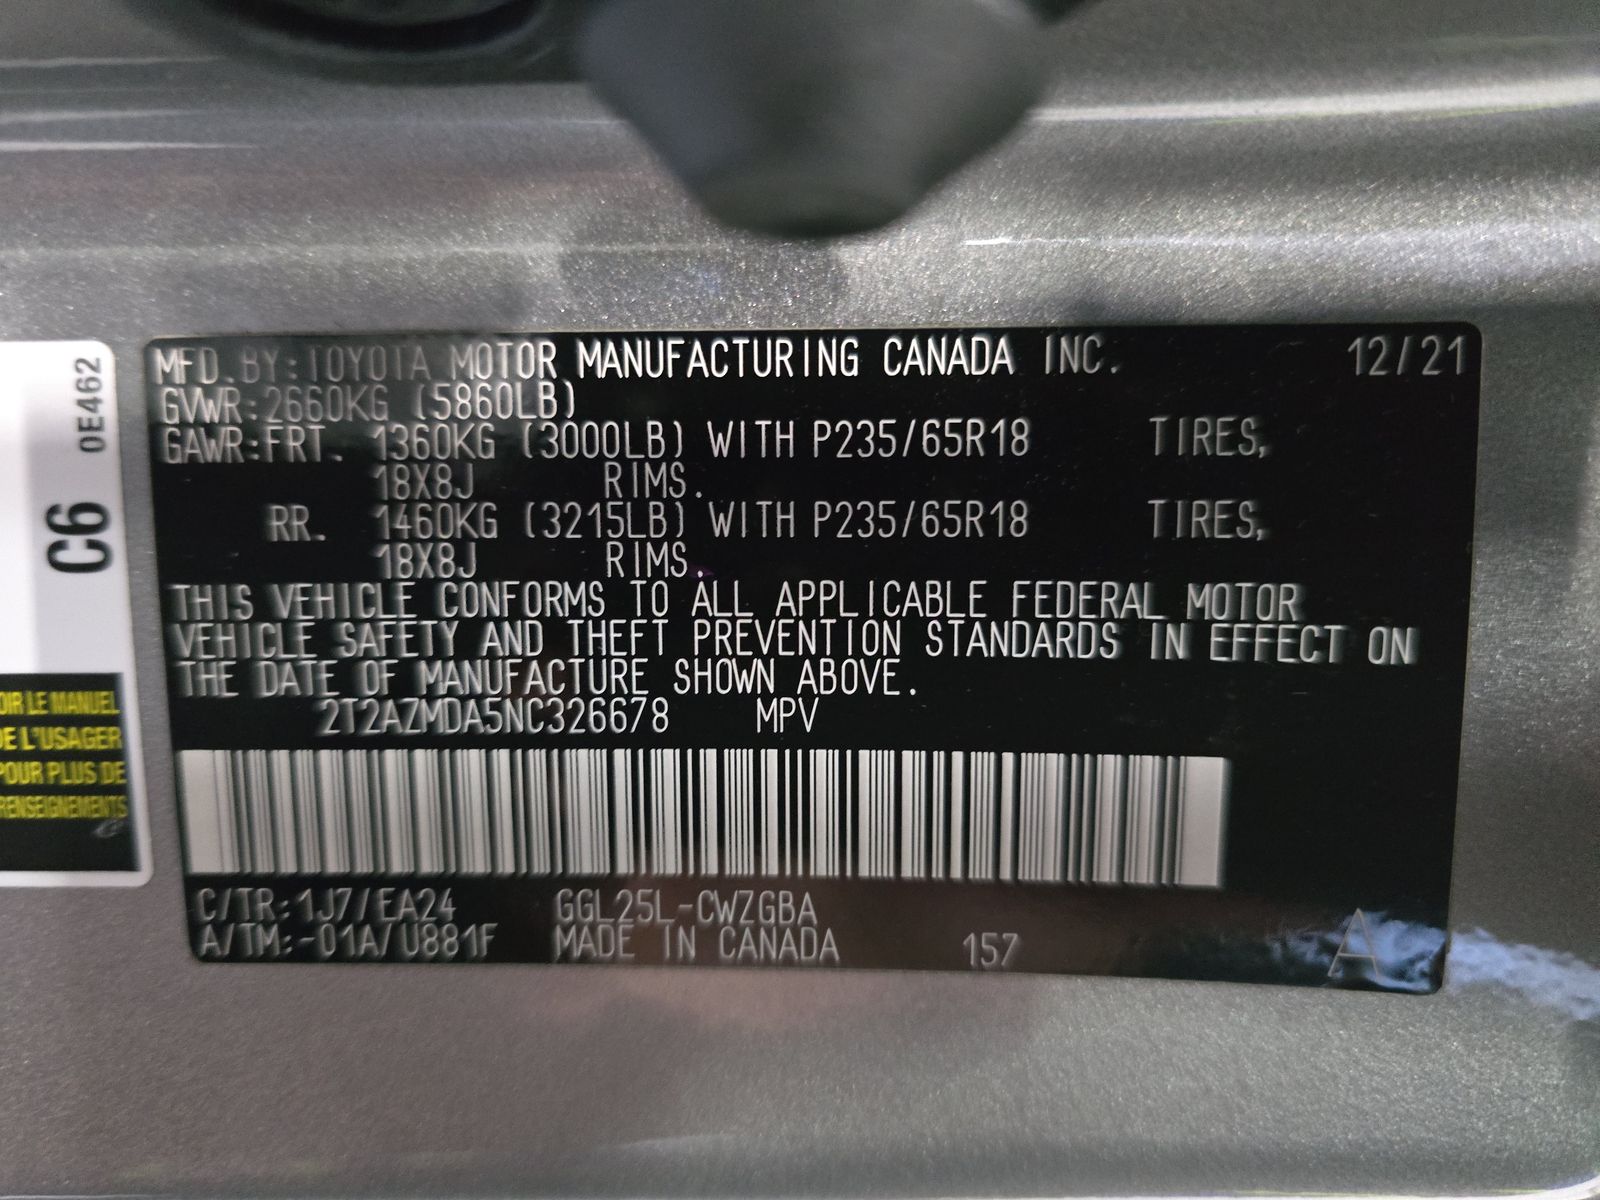 MFD. BY: TOYOTA MOTOR MANUFACTURING CANADA INC. 12/21
GVWR: 2660KG (5860LB)
GAWR: FRT. 1360KG (3000LB) WITH P235/65R18 TIRES,
18X8J RIMS.
RR. 1460KG (3215LB) WITH P235/65R18 TIRES,
18X8J RIMS.
THIS VEHICLE CONFORMS TO ALL APPLICABLE FEDERAL MOTOR
VEHICLE SAFETY AND THEFT PREVENTION STANDARDS IN EFFECT ON
THE DATE OF MANUFACTURE SHOWN ABOVE.
2T2AZMDA5NC326678 MPV
C/TR: 1J7/EA24 GGL25L-CWZGBA
A/TM: -01A/U881F MADE IN CANADA 157 A
0E462
C6
OIR LE MANUEL
DE L'USAGER
POUR PLUS DE
RENSEIGNEMENTS